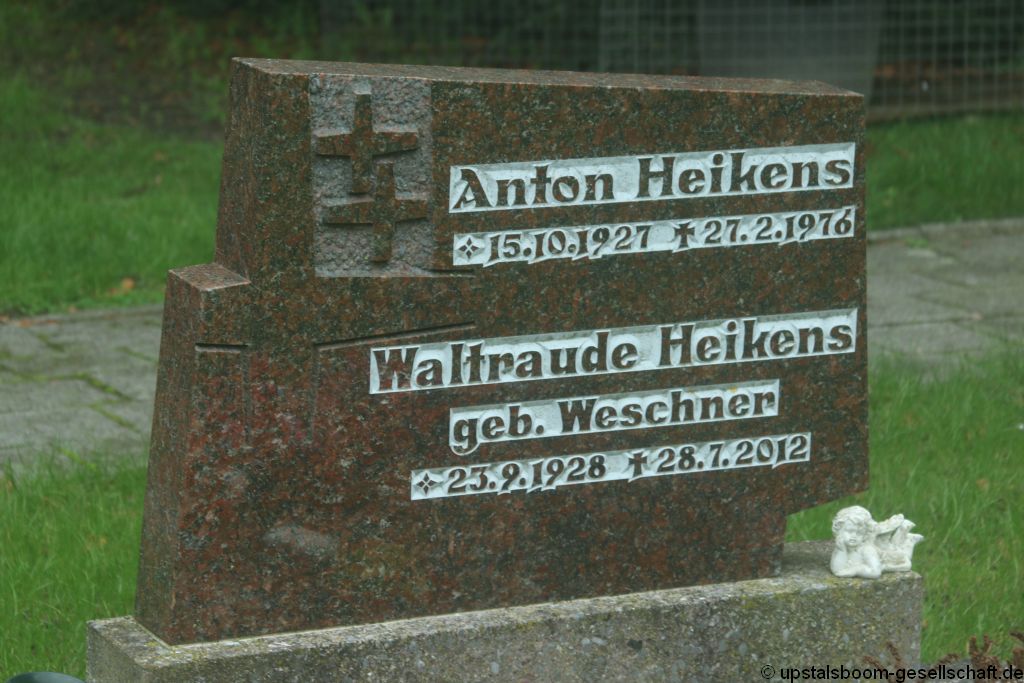 Anton Heikens
15.10.1927 ✝ 27.2.1976
Waltraude Heikens
geb. Weschner
23.9.1928 ✝ 28.7.2012
© upstalsboom-gesellschaft.de